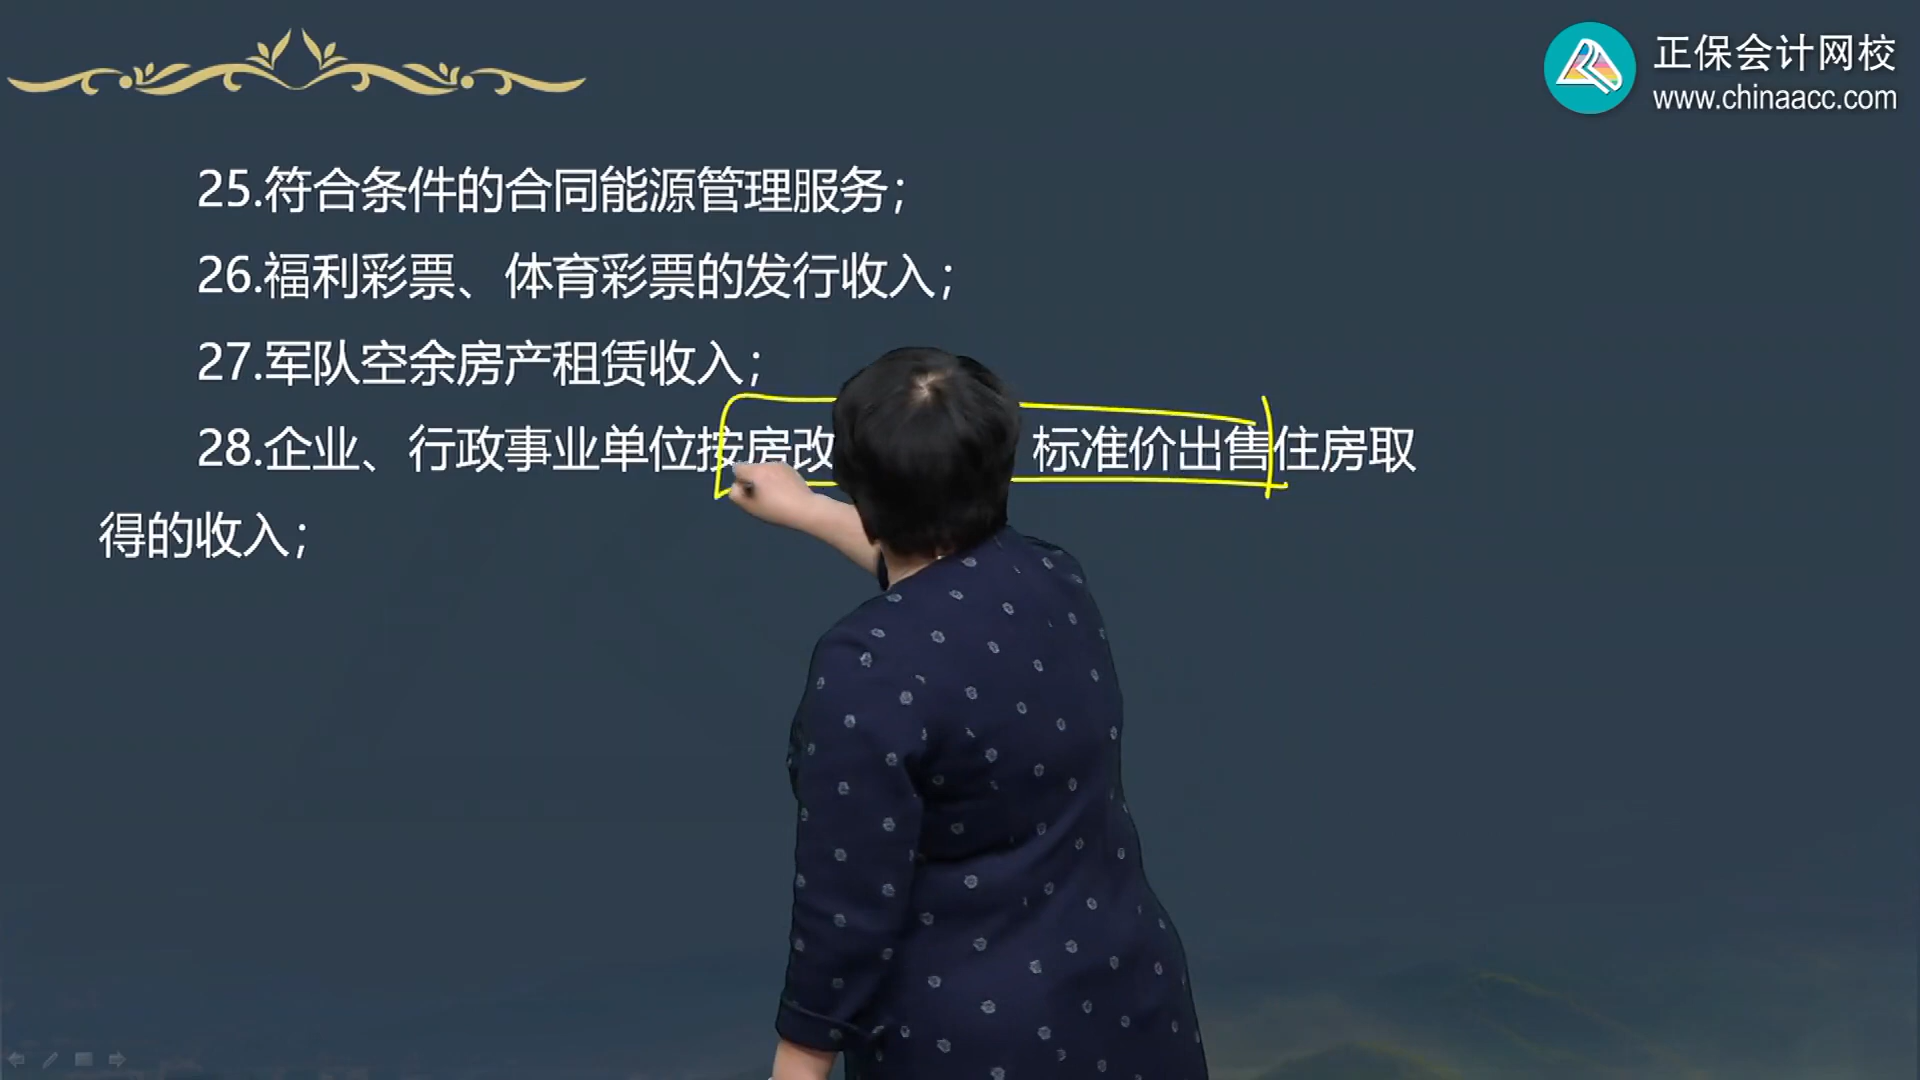 正保会计网校
www.chinaacc.com
25.符合条件的合同能源管理服务；
26.福利彩票、体育彩票的发行收入；
27.军队空余房产租赁收入；
28.企业、行政事业单位按房改 标准价出售住房取
得的收入；